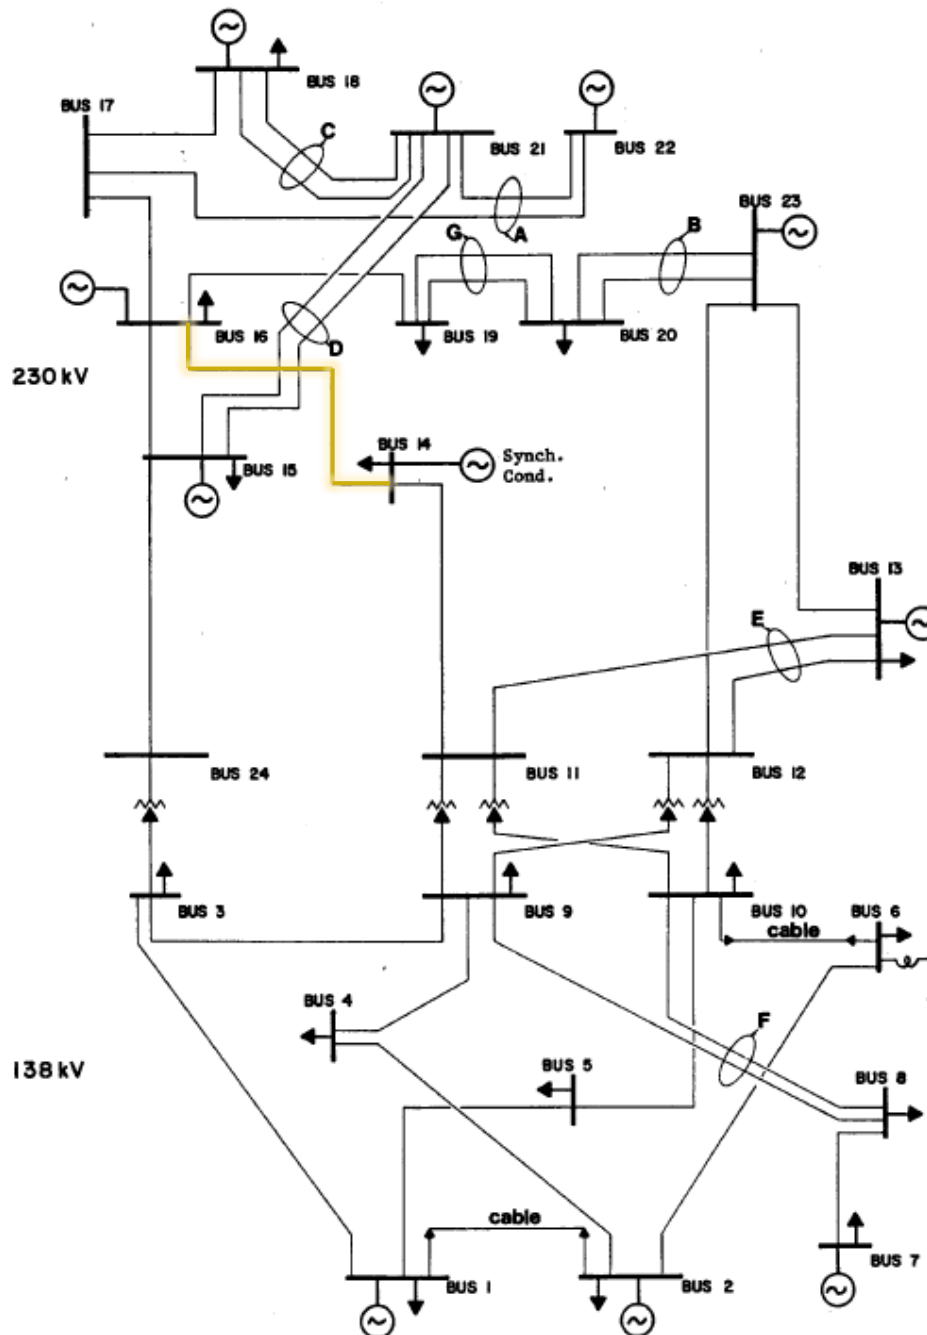 BUS 18
BUS 17
C
BUS 21
BUS 22
A
BUS 23
G
B
BUS 16
D
BUS 19
BUS 20
230 kV
BUS 14
Synch.
Cond.
BUS 15
BUS 13
E
BUS 24
BUS 11
BUS 12
BUS 3
BUS 9
BUS 10
BUS 6
cable
BUS 4
F
138 kV
BUS 5
BUS 8
cable
BUS 7
BUS 1
BUS 2